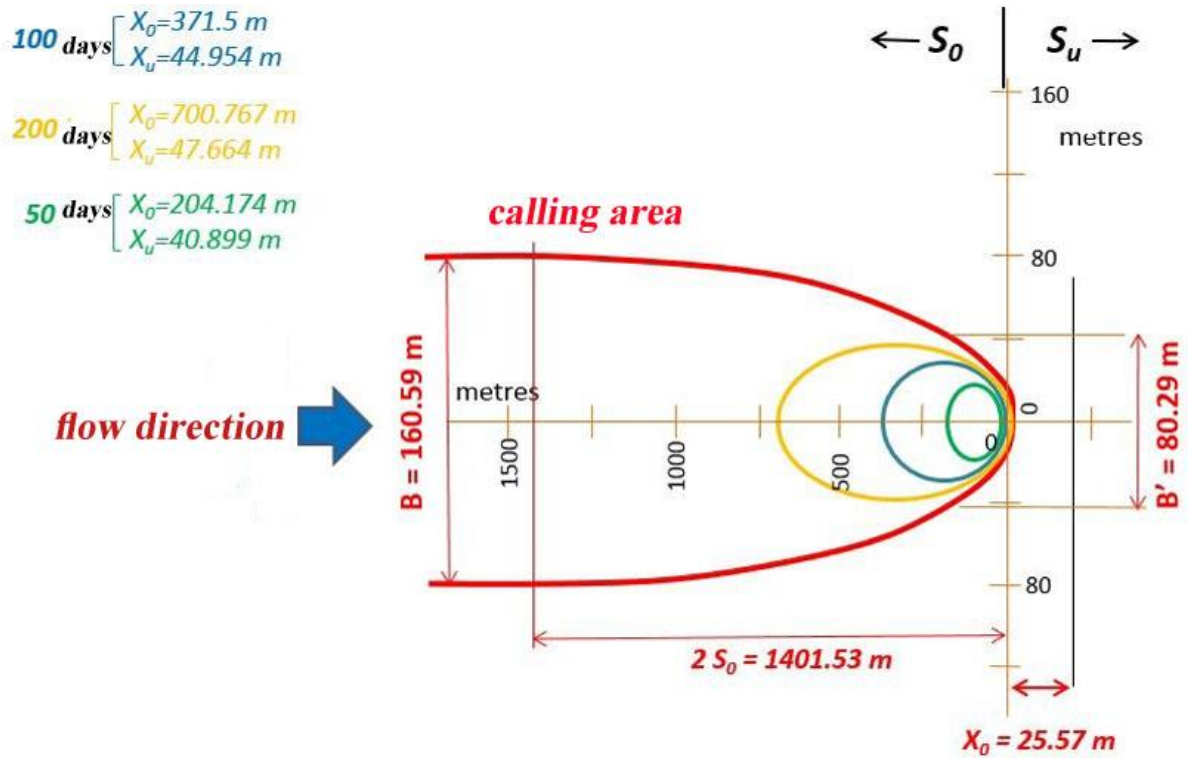 100 days X₀=371.5 m
Xᵤ=44.954 m
200 days X₀=700.767 m
Xᵤ=47.664 m
50 days X₀=204.174 m
Xᵤ=40.899 m
← S₀ Sᵤ →
160
metres
calling area
80
B = 160.59 m
metres
flow direction
1500
1000
500
0
0
B' = 80.29 m
80
2 S₀ = 1401.53 m
X₀ = 25.57 m